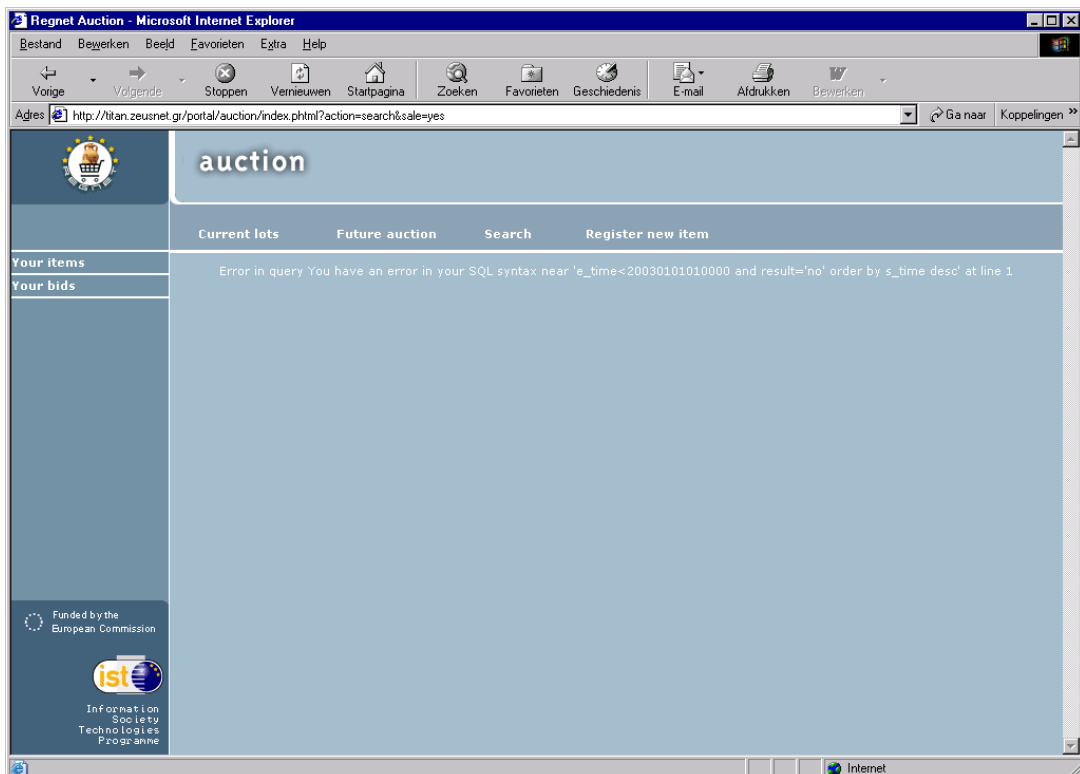 Regnet Auction - Microsoft Internet Explorer
Bestand Bewerken Beeld Favorieten Extra Help
Vorige Volgende Stoppen Vernieuwen Startpagina Zoeken Favorieten Geschiedenis E-mail Afdrukken Bewerken
Adres http://titan.zeusnet.gr/portal/auction/index.phtml?action=search&sale=yes Ga naar Koppelingen »
REGNET
auction
Current lots Future auction Search Register new item
Your items
Your bids
Error in query You have an error in your SQL syntax near 'e_time<20030101010000 and result='no' order by s_time desc' at line 1
Funded by the
European Commission
ist
Information
Society
Technologies
Programme
Internet